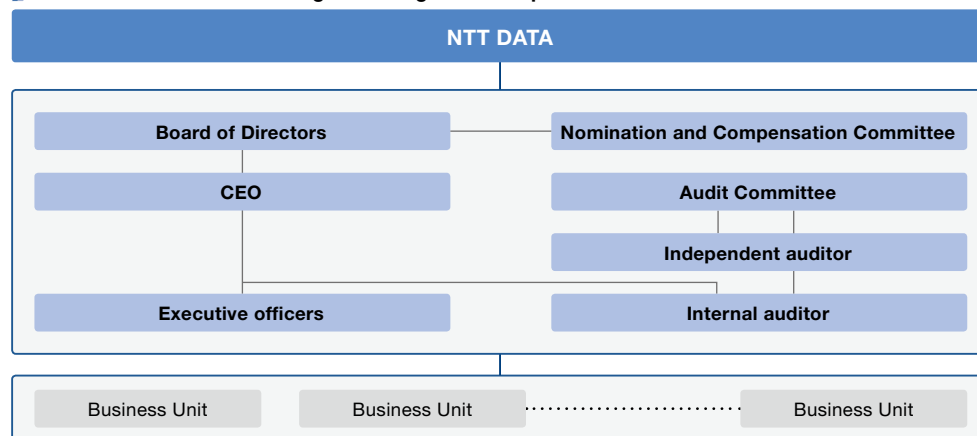 NTT DATA
Board of Directors
Nomination and Compensation Committee
CEO
Audit Committee
Independent auditor
Executive officers
Internal auditor
Business Unit
Business Unit
Business Unit